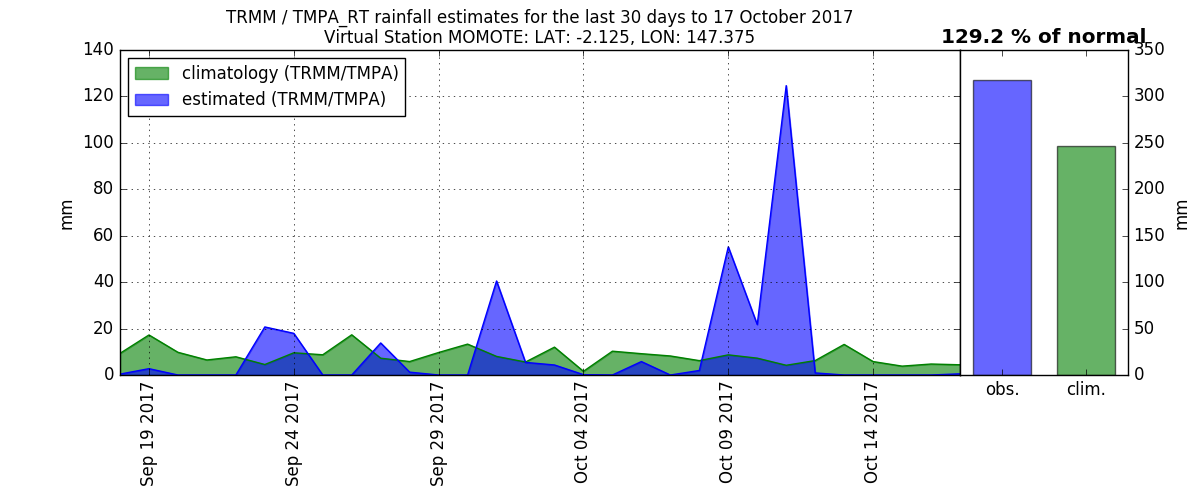 TRMM / TMPA_RT rainfall estimates for the last 30 days to 17 October 2017
Virtual Station MOMOTE: LAT: -2.125, LON: 147.375
129.2 % of normal
climatology (TRMM/TMPA)
estimated (TRMM/TMPA)
140
120
100
80
60
40
20
0
mm
Sep 19 2017
Sep 24 2017
Sep 29 2017
Oct 04 2017
Oct 09 2017
Oct 14 2017
350
300
250
200
150
100
50
0
mm
obs.
clim.